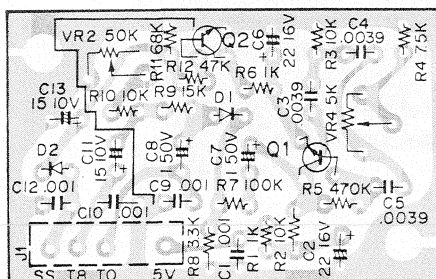 VR2 50K
R11 68K
Q2
C6
22 16V
R3 10K
C4
.0039
R4 7.5K
R12 47K
R6 1K
C13
15 10V
R10 10K
R9 15K
D1
C3
.0039
VR4 5K
D2
C11
15 10V
C8
1 50V
C7
1 50V
Q1
C12 .001
C10 .001
C9 .001
R7 100K
R5 470K
C5
.0039
J1
R8 33K
C1 .001
R1 1K
R2 10K
C2
22 16V
SS T8 TO 5V